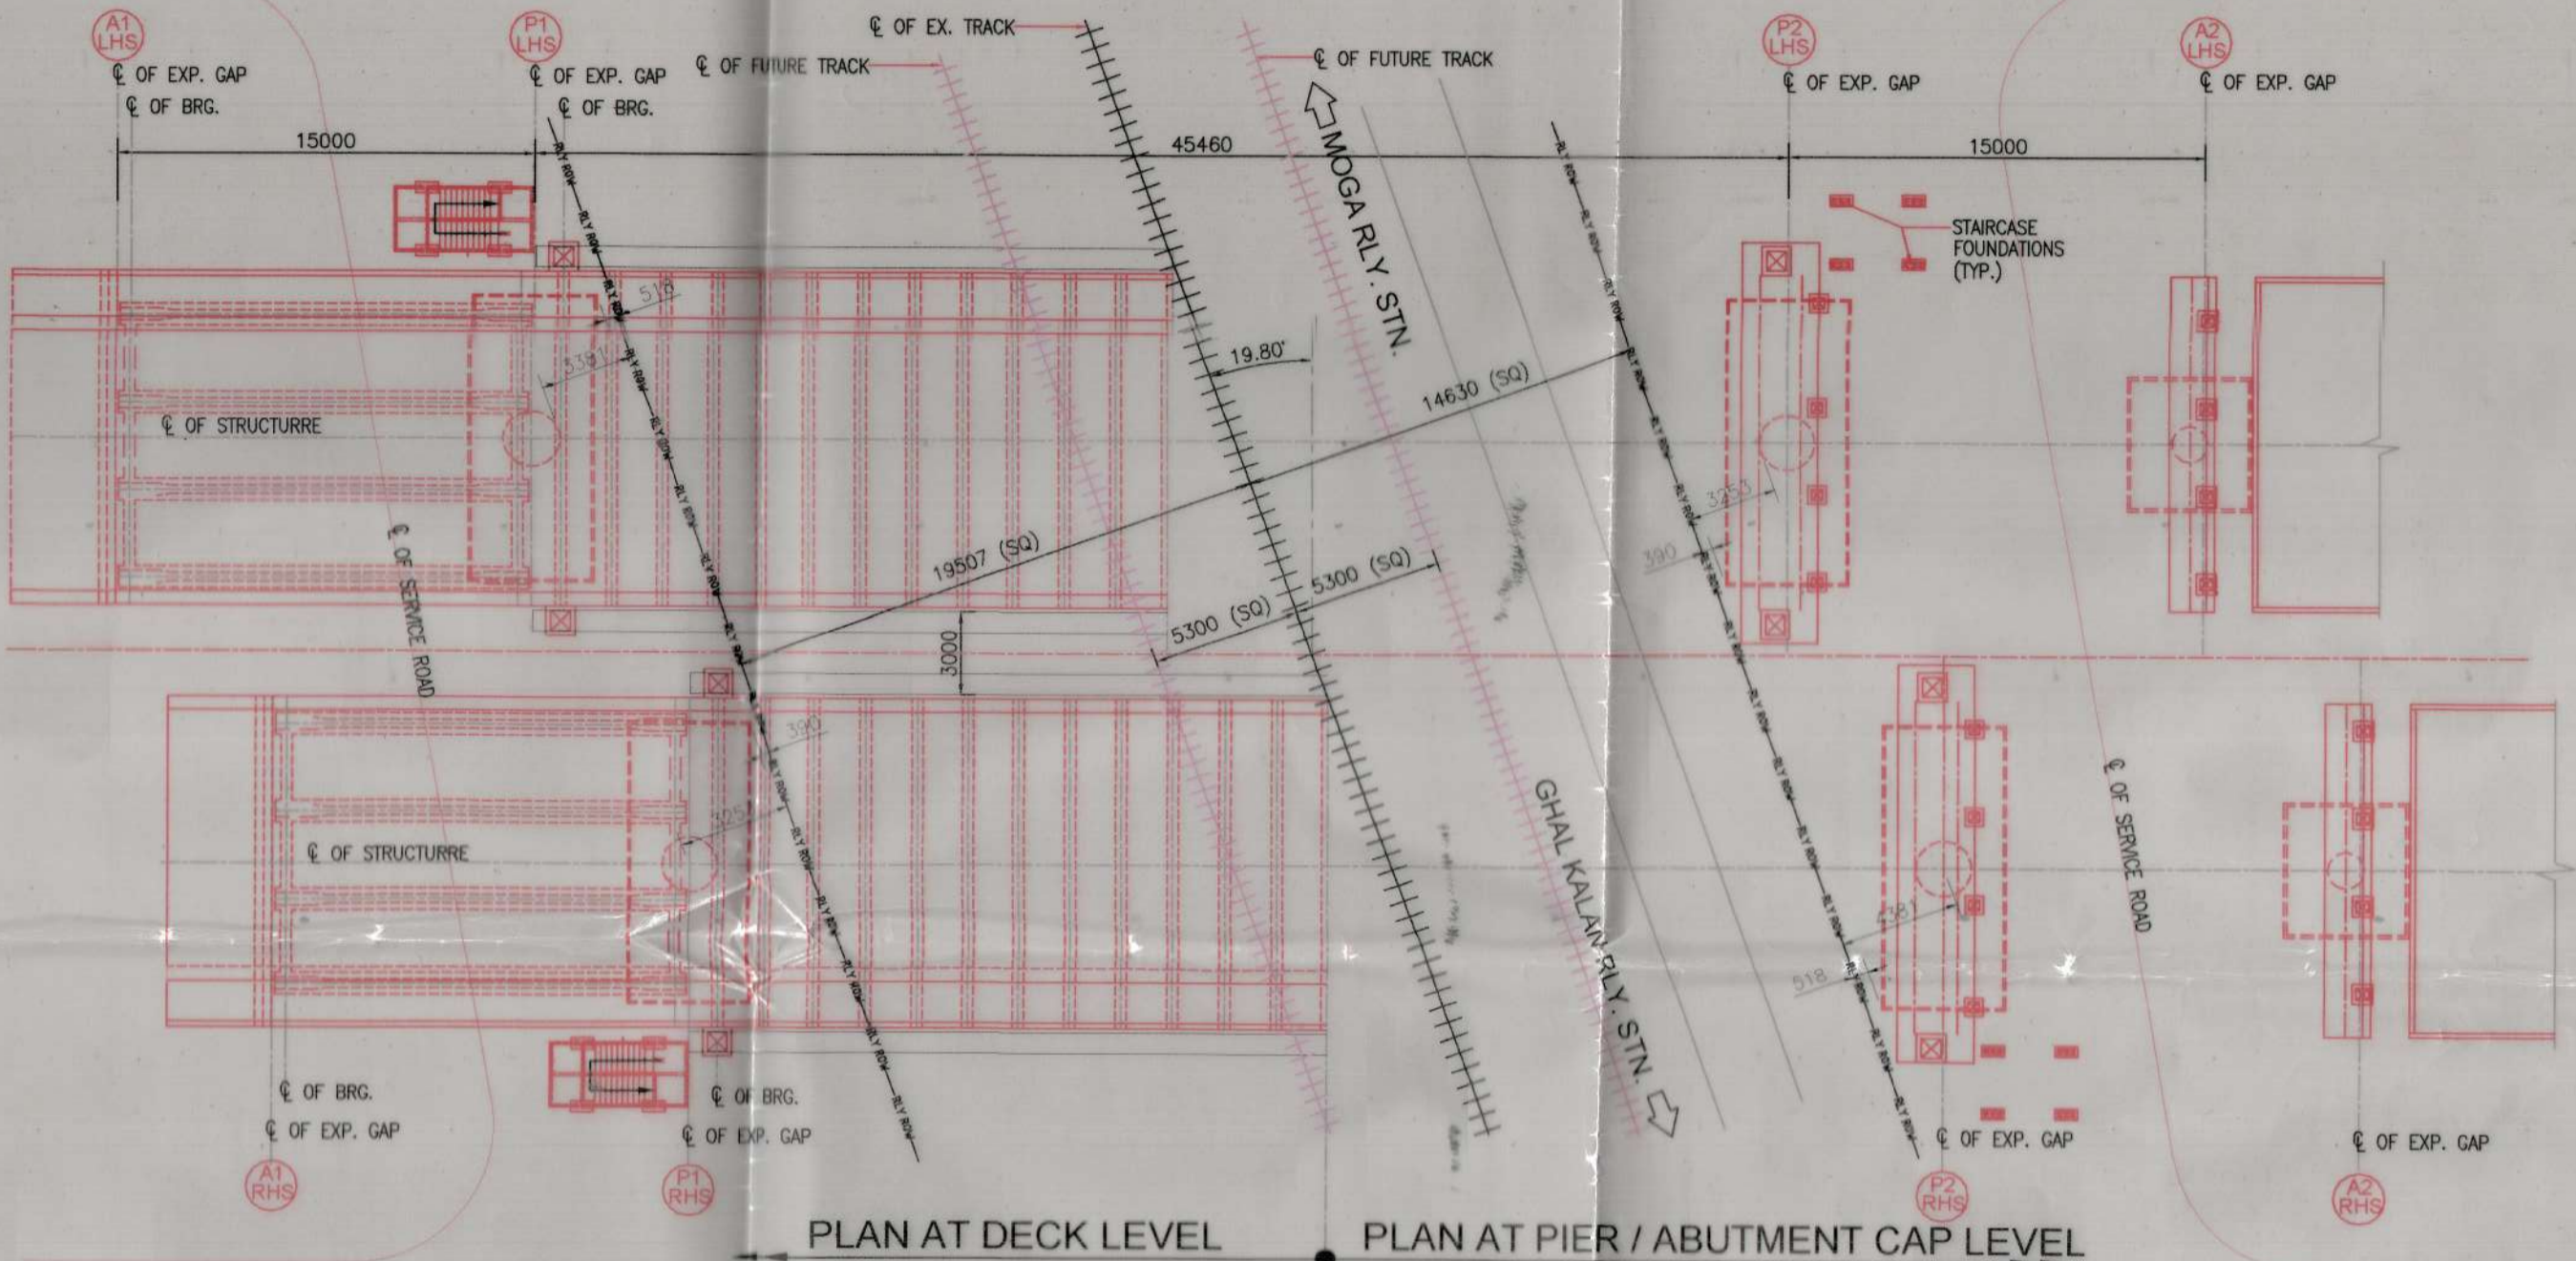 A1
LHS
P1
LHS
P2
LHS
A2
LHS
℄ OF EX. TRACK
℄ OF FUTURE TRACK
℄ OF FUTURE TRACK
℄ OF EXP. GAP
℄ OF BRG.
℄ OF EXP. GAP
℄ OF BRG.
℄ OF EXP. GAP
℄ OF EXP. GAP
15000
45460
15000
MOGA RLY. STN.
STAIRCASE
FOUNDATIONS
(TYP.)
RLY ROW
RLY ROW
518
3381
19.80°
14630 (SQ)
℄ OF STRUCTURRE
3253
390
19507 (SQ)
5300 (SQ)
5300 (SQ)
3000
℄ OF SERVICE ROAD
390
℄ OF SERVICE ROAD
GHAL KALAN RLY. STN.
℄ OF STRUCTURRE
518
℄ OF BRG.
℄ OF EXP. GAP
℄ OF BRG.
℄ OF EXP. GAP
℄ OF EXP. GAP
℄ OF EXP. GAP
A1
RHS
P1
RHS
P2
RHS
A2
RHS
PLAN AT DECK LEVEL
PLAN AT PIER / ABUTMENT CAP LEVEL